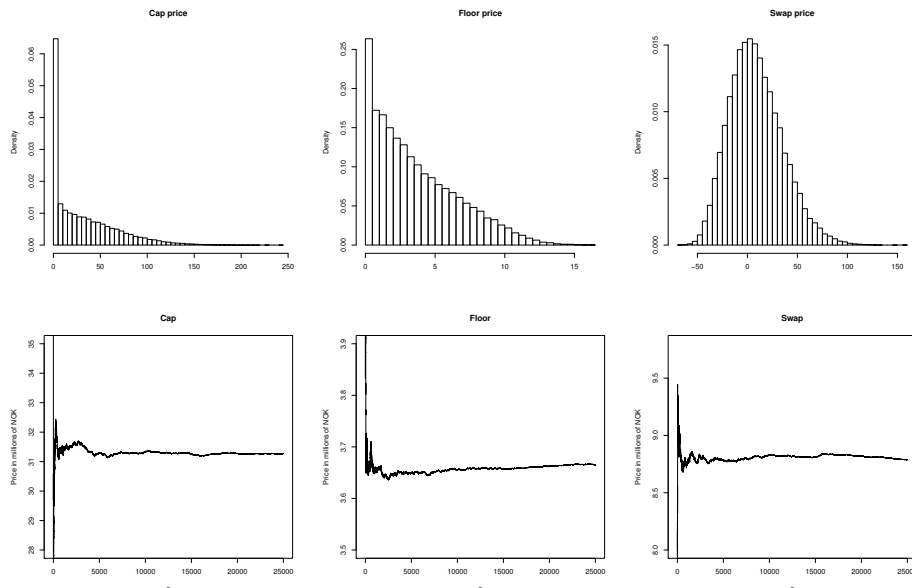 Cap price
Density
0.00 0.01 0.02 0.03 0.04 0.05 0.06
0 50 100 150 200 250
Floor price
Density
0.00 0.05 0.10 0.15 0.20 0.25
0 5 10 15
Swap price
Density
0.000 0.005 0.010 0.015
−50 0 50 100 150
Cap
Price in millions of NOK
28 29 30 31 32 33 34 35
0 5000 10000 15000 20000 25000
Floor
Price in millions of NOK
3.5 3.6 3.7 3.8 3.9
0 5000 10000 15000 20000 25000
Swap
Price in millions of NOK
8.0 8.5 9.0 9.5
0 5000 10000 15000 20000 25000